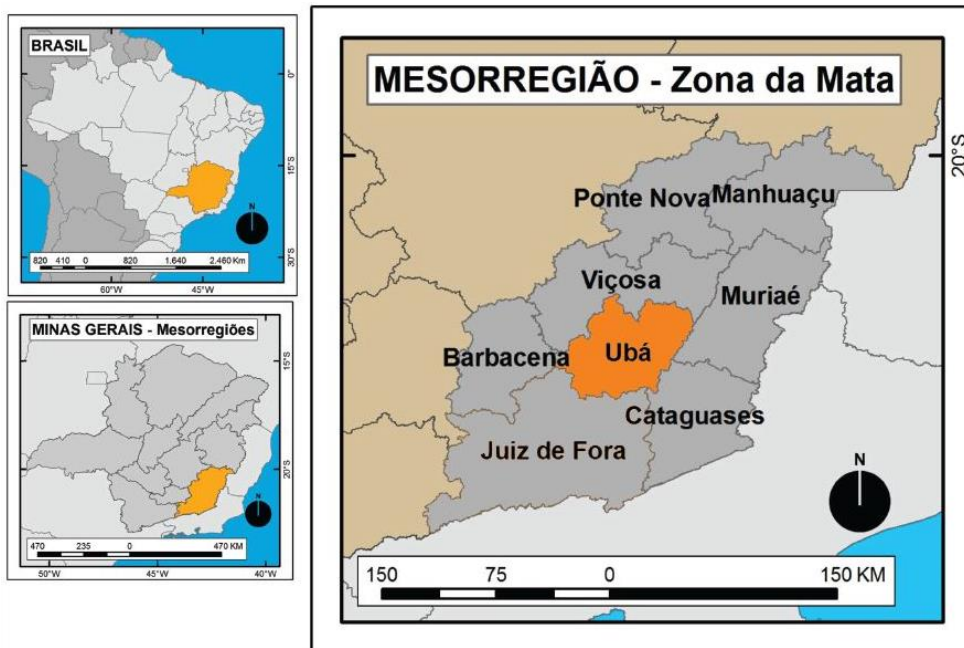 BRASIL
0°
15°S
30°S
N
820 410 0 820 1.640 2.460 Km
60°W 45°W
MINAS GERAIS - Mesorregiões
15°S
20°S
N
470 235 0 470 KM
50°W 45°W 40°W
MESORREGIÃO - Zona da Mata
20°S
Ponte Nova Manhuaçu
Viçosa
Muriaé
Barbacena Ubá
Cataguases
Juiz de Fora
N
150 75 0 150 KM